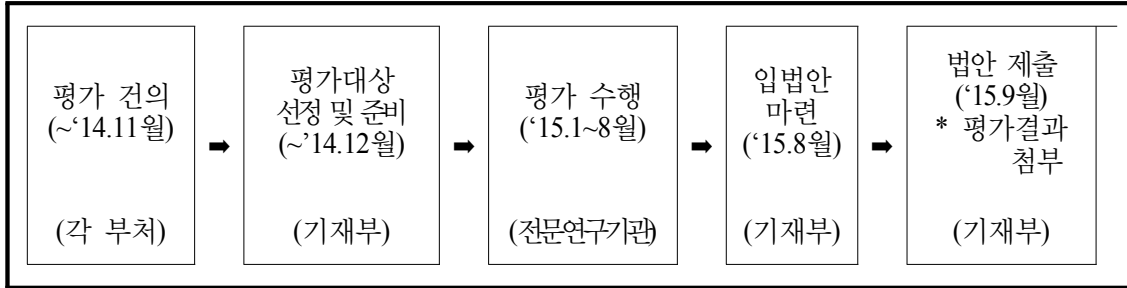 평가 건의
(~‘14.11월)
(각 부처)
➡
평가대상
선정 및 준비
(~’14.12월)
(기재부)
➡
평가 수행
(‘15.1~8월)
(전문연구기관)
➡
입법안
마련
(‘15.8월)
(기재부)
➡
법안 제출
(‘15.9월)
* 평가결과
첨부
(기재부)